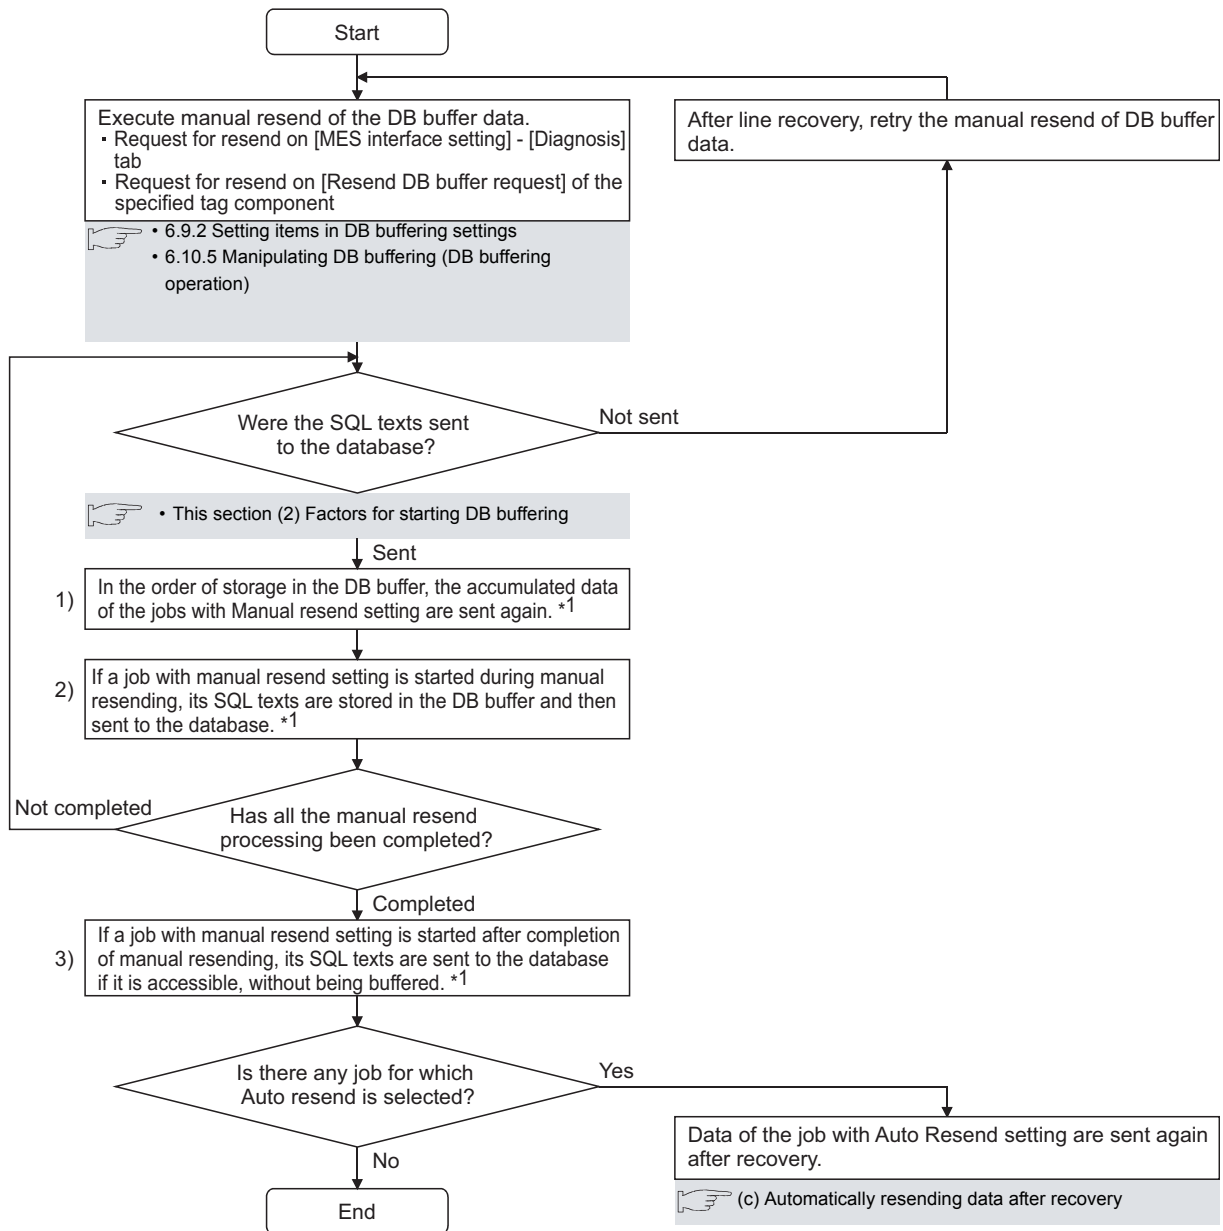 Start
Execute manual resend of the DB buffer data.
• Request for resend on [MES interface setting] - [Diagnosis]
tab
• Request for resend on [Resend DB buffer request] of the
specified tag component
• 6.9.2 Setting items in DB buffering settings
• 6.10.5 Manipulating DB buffering (DB buffering
operation)
After line recovery, retry the manual resend of DB buffer
data.
Were the SQL texts sent
to the database?
Not sent
• This section (2) Factors for starting DB buffering
Sent
1)
In the order of storage in the DB buffer, the accumulated data
of the jobs with Manual resend setting are sent again. *1
2)
If a job with manual resend setting is started during manual
resending, its SQL texts are stored in the DB buffer and then
sent to the database. *1
Not completed
Has all the manual resend
processing been completed?
Completed
3)
If a job with manual resend setting is started after completion
of manual resending, its SQL texts are sent to the database
if it is accessible, without being buffered. *1
Is there any job for which
Auto resend is selected?
Yes
No
Data of the job with Auto Resend setting are sent again
after recovery.
(c) Automatically resending data after recovery
End